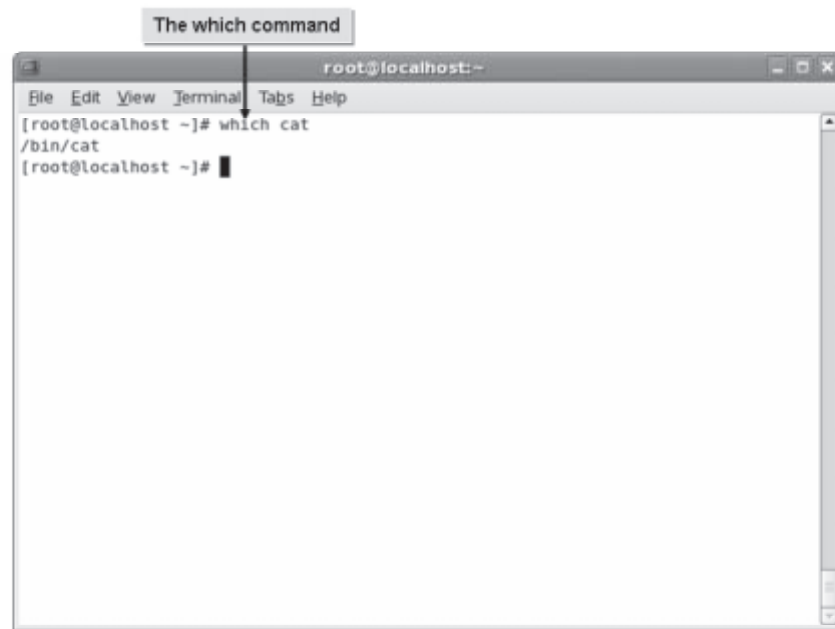 The which command
root@localhost:~
File Edit View Terminal Tabs Help
[root@localhost ~]# which cat
/bin/cat
[root@localhost ~]#